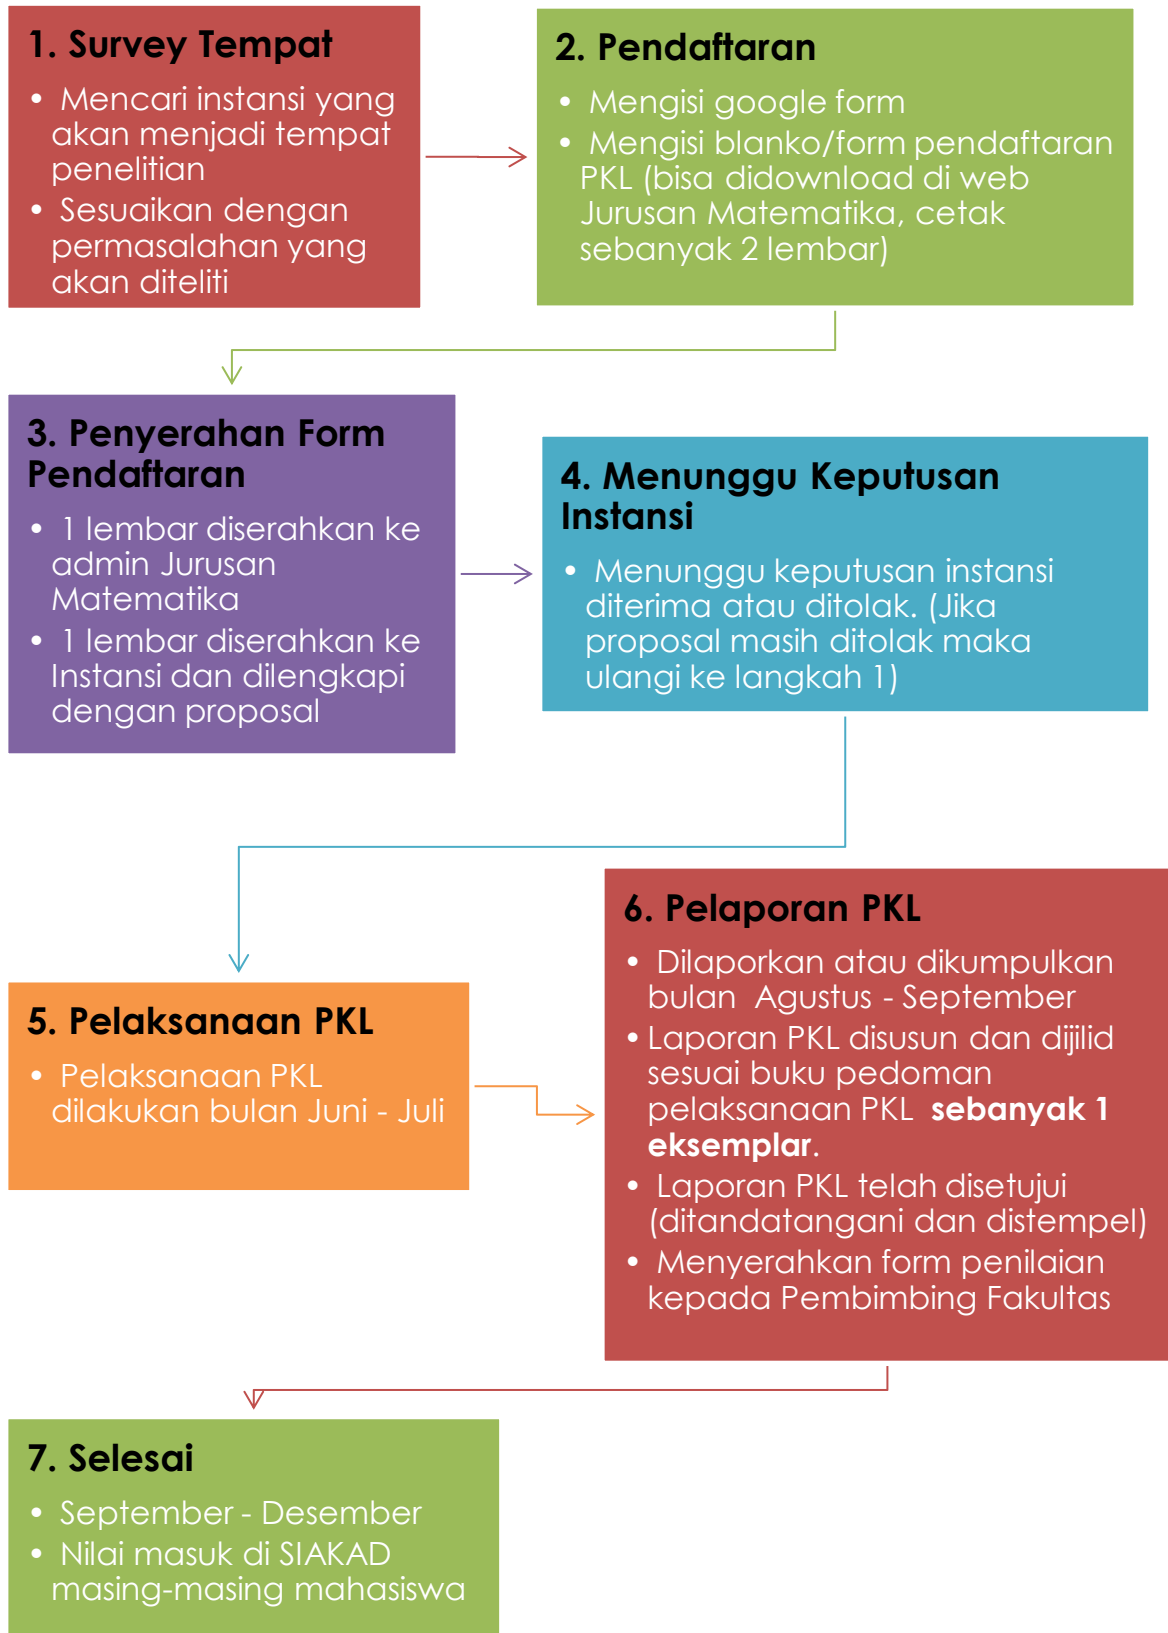 1. Survey Tempat
• Mencari instansi yang
akan menjadi tempat
penelitian
• Sesuaikan dengan
permasalahan yang
akan diteliti
2. Pendaftaran
• Mengisi google form
• Mengisi blanko/form pendaftaran
PKL (bisa didownload di web
Jurusan Matematika, cetak
sebanyak 2 lembar)
3. Penyerahan Form
Pendaftaran
• 1 lembar diserahkan ke
admin Jurusan
Matematika
• 1 lembar diserahkan ke
Instansi dan dilengkapi
dengan proposal
4. Menunggu Keputusan
Instansi
• Menunggu keputusan instansi
diterima atau ditolak. (Jika
proposal masih ditolak maka
ulangi ke langkah 1)
5. Pelaksanaan PKL
• Pelaksanaan PKL
dilakukan bulan Juni - Juli
6. Pelaporan PKL
• Dilaporkan atau dikumpulkan
bulan Agustus - September
• Laporan PKL disusun dan dijilid
sesuai buku pedoman
pelaksanaan PKL sebanyak 1
eksemplar.
• Laporan PKL telah disetujui
(ditandatangani dan distempel)
• Menyerahkan form penilaian
kepada Pembimbing Fakultas
7. Selesai
• September - Desember
• Nilai masuk di SIAKAD
masing-masing mahasiswa